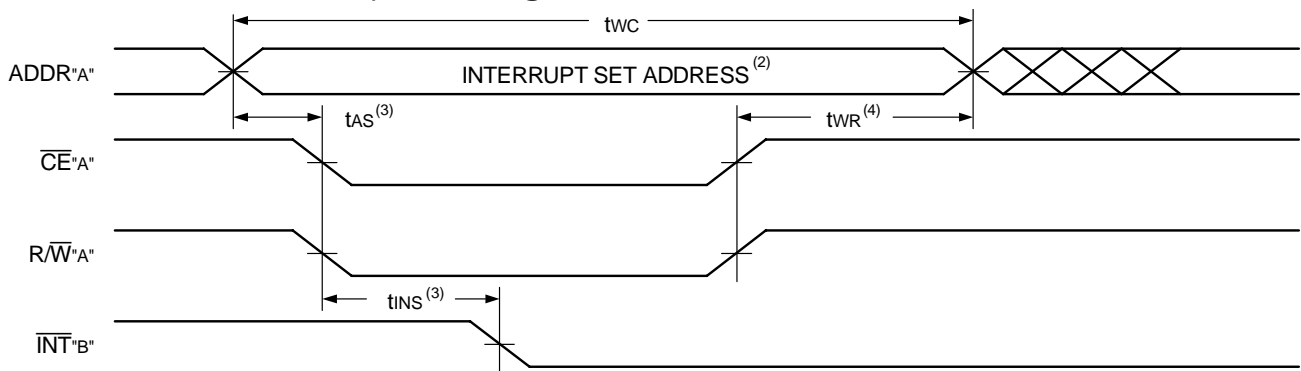 tWC
ADDR"A"
INTERRUPT SET ADDRESS(2)
tAS(3)
tWR(4)
CE"A"
R/W"A"
tINS(3)
INT"B"